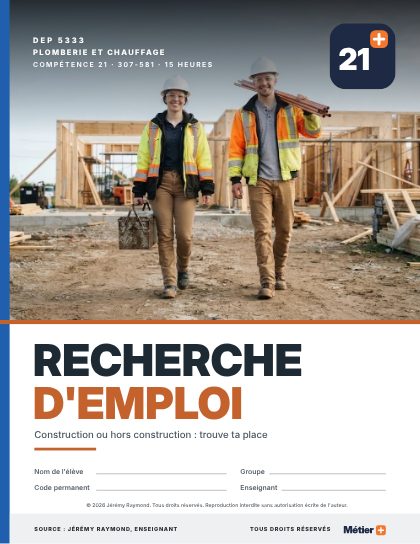 DEP 5333
PLOMBERIE ET CHAUFFAGE
COMPÉTENCE 21 · 307-581 · 15 HEURES
21+
RECHERCHE
D'EMPLOI
Construction ou hors construction : trouve ta place
Nom de l'élève
Groupe
Code permanent
Enseignant
© 2026 Jérémy Raymond. Tous droits réservés. Reproduction interdite sans autorisation écrite de l'auteur.
SOURCE : JÉRÉMY RAYMOND, ENSEIGNANT
TOUS DROITS RÉSERVÉS
Métier+